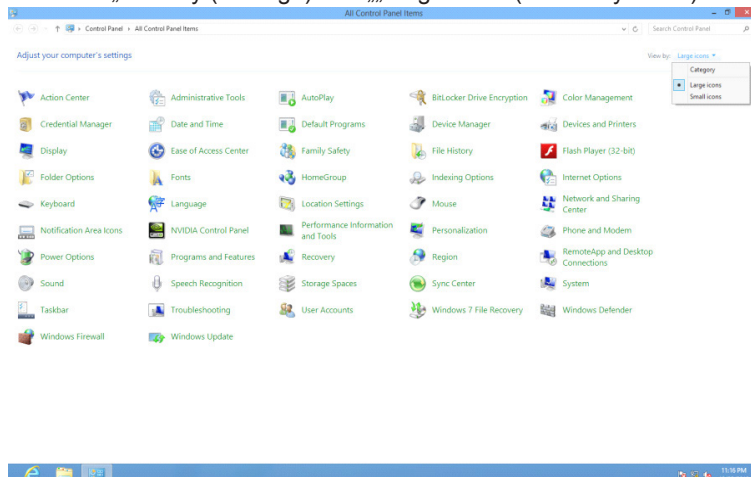 All Control Panel Items
Control Panel › All Control Panel Items
Search Control Panel
Adjust your computer's settings
View by: Large icons
Category
Large icons
Small icons
Action Center
Administrative Tools
AutoPlay
BitLocker Drive Encryption
Color Management
Credential Manager
Date and Time
Default Programs
Device Manager
Devices and Printers
Display
Ease of Access Center
Family Safety
File History
Flash Player (32-bit)
Folder Options
Fonts
HomeGroup
Indexing Options
Internet Options
Keyboard
Language
Location Settings
Mouse
Network and Sharing
Center
Notification Area Icons
NVIDIA Control Panel
Performance Information
and Tools
Personalization
Phone and Modem
Power Options
Programs and Features
Recovery
Region
RemoteApp and Desktop
Connections
Sound
Speech Recognition
Storage Spaces
Sync Center
System
Taskbar
Troubleshooting
User Accounts
Windows 7 File Recovery
Windows Defender
Windows Firewall
Windows Update
11:16 PM